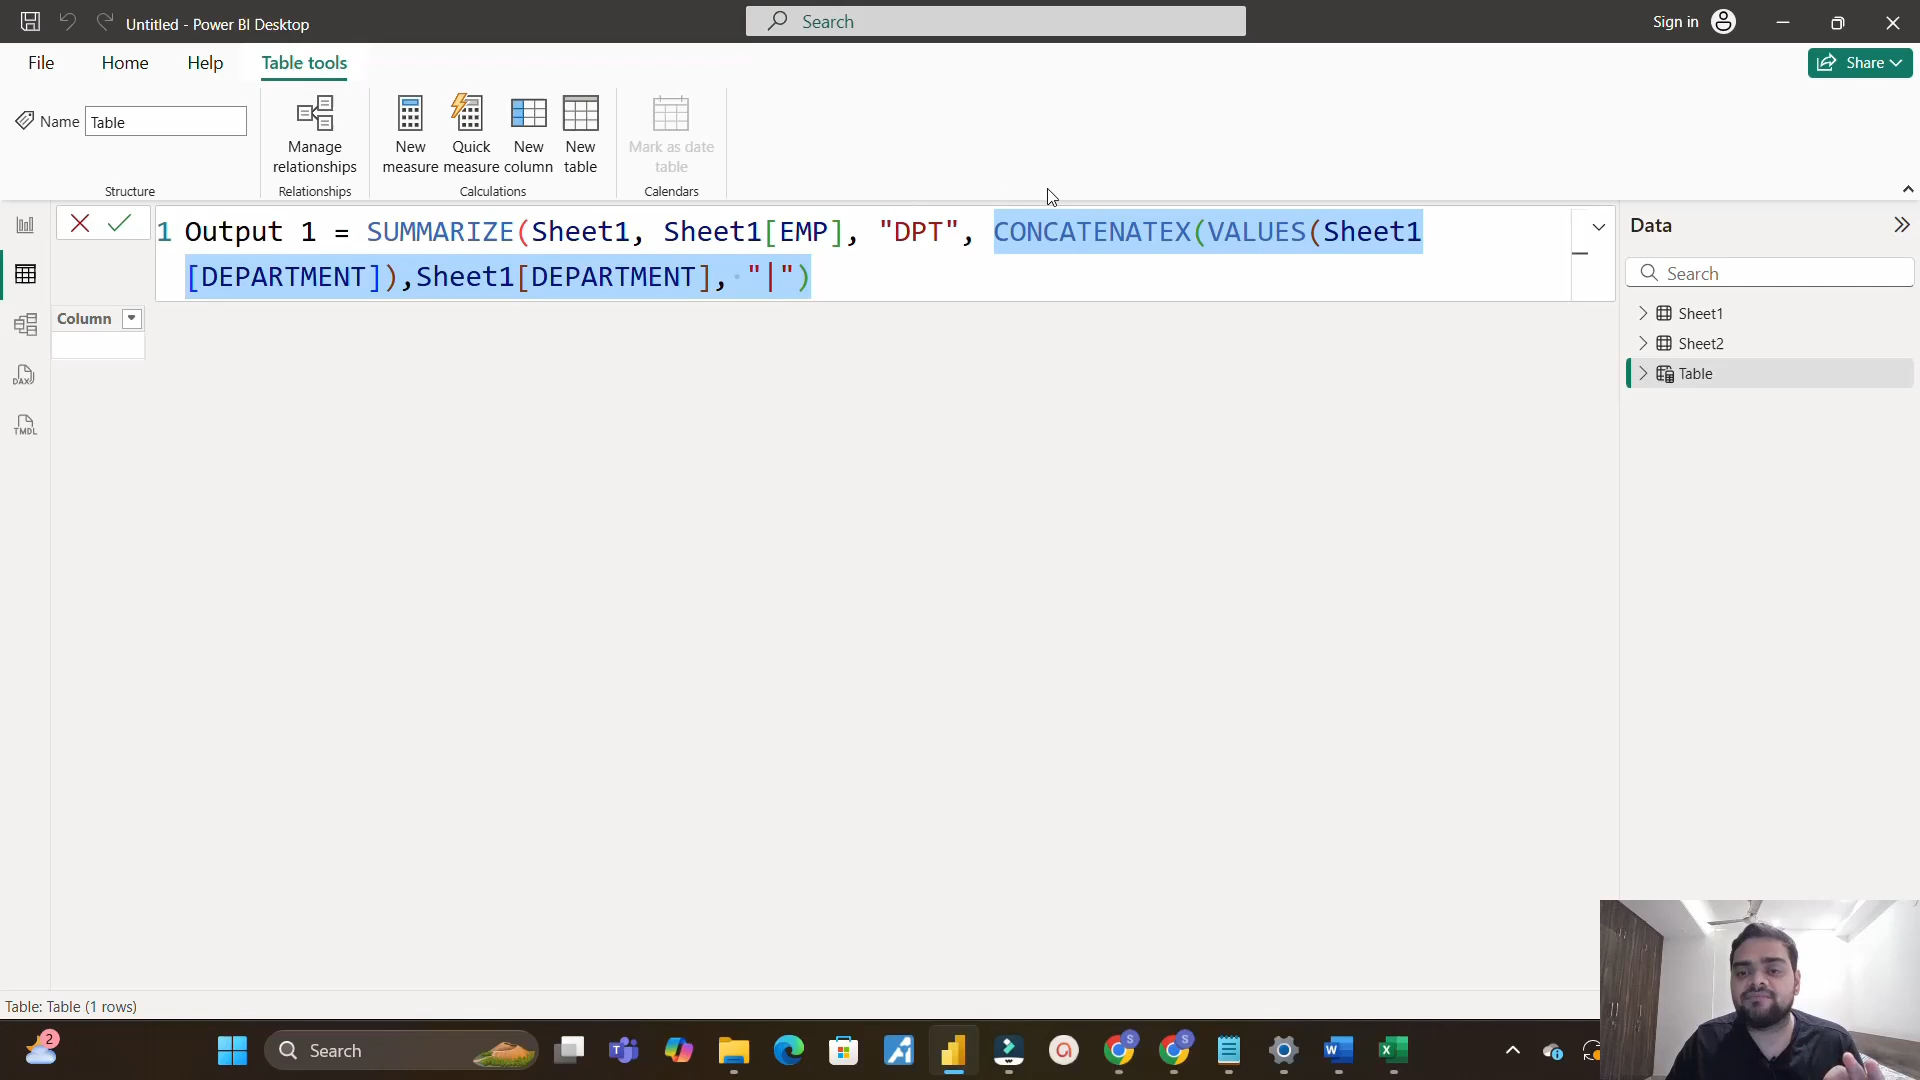 Untitled - Power BI Desktop
Search
Sign in
File
Home
Help
Table tools
Share
Name
Table
Manage
relationships
New
measure
Quick
measure
New
column
New
table
Mark as date
table
Structure
Relationships
Calculations
Calendars
1 Output 1 = SUMMARIZE(Sheet1, Sheet1[EMP], "DPT", CONCATENATEX(VALUES(Sheet1
[DEPARTMENT]),Sheet1[DEPARTMENT], "|")
Data
Search
Column
Sheet1
Sheet2
Table
DAX
TMDL
Table: Table (1 rows)
2
Search
S
S